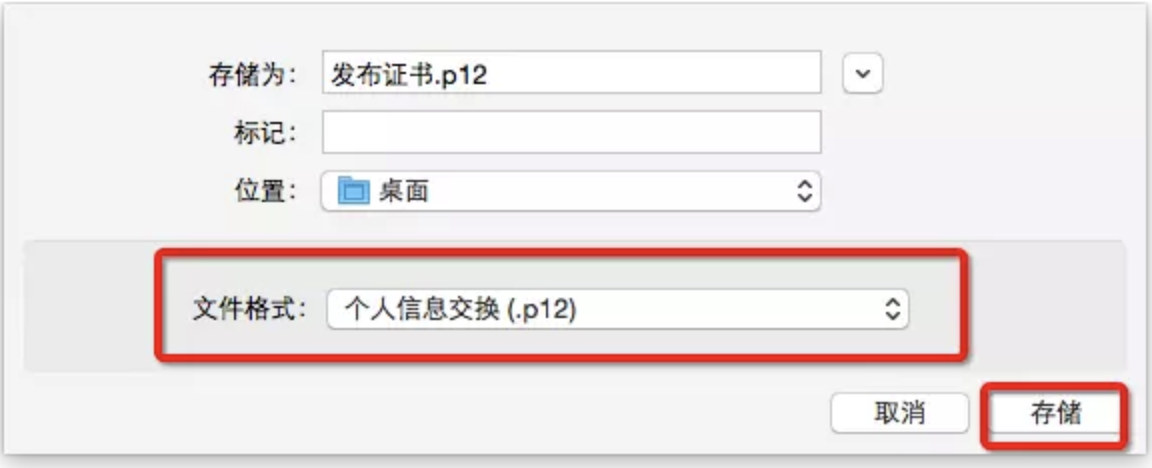 存储为： 发布证书.p12
标记：
位置： 桌面
文件格式： 个人信息交换 (.p12)
取消 存储